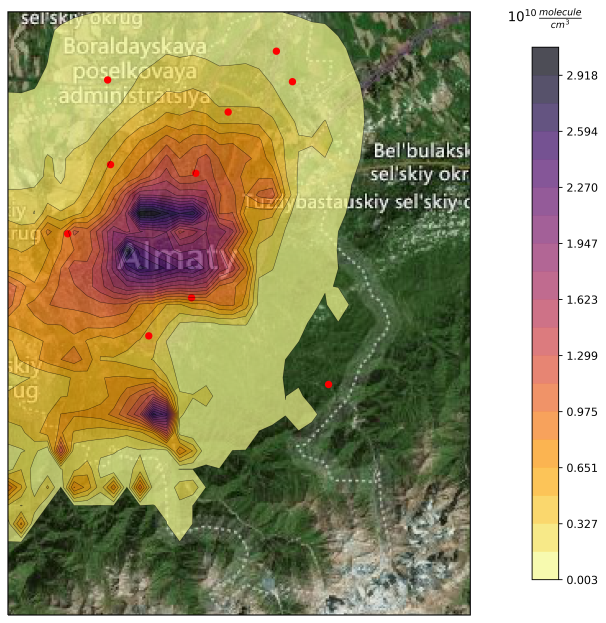 sel'skiy okrug
Boraldayskaya
poselkovaya
administratsiya
Bel'bulaksk
sel'skiy okr
Tuzdybastauskiy sel'skiy o
iy
rug
Almaty
skiy
ug
10^10 molecule
cm^3
2.918
2.594
2.270
1.947
1.623
1.299
0.975
0.651
0.327
0.003